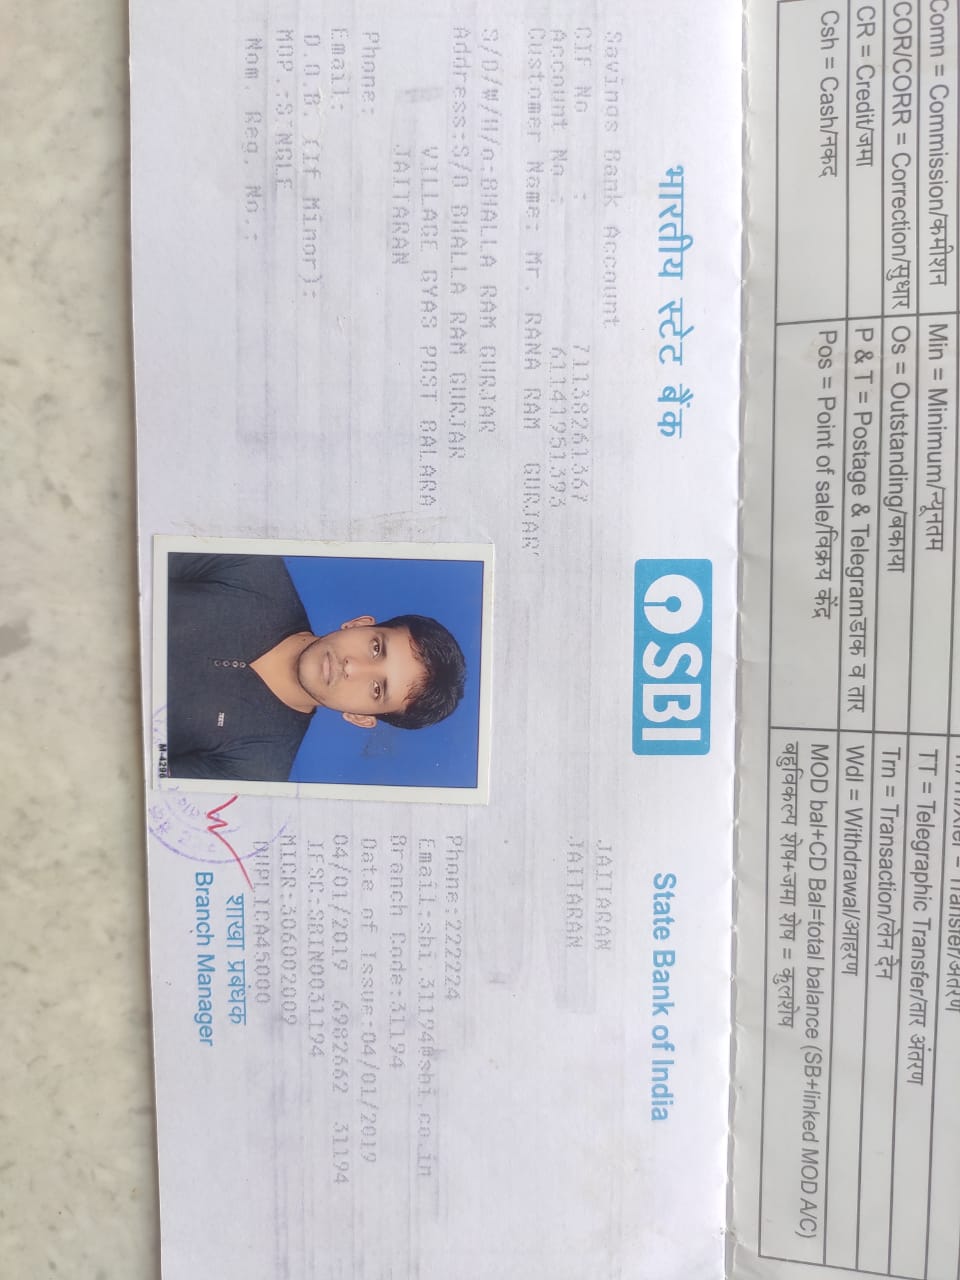 Comn = Commission/कमीशन
Min = Minimum/न्यूनतम
COR/CORR = Correction/सुधार
Os = Outstanding/बकाया
TT = Telegraphic Transfer/तार अंतरण
CR = Credit/जमा
P & T = Postage & Telegramडाक व तार
Trn = Transaction/लेन देन
Csh = Cash/नकद
Pos = Point of sale/विक्रय केंद्र
Wdl = Withdrawal/आहरण
MOD bal+CD Bal=total balance (SB+linked MOD A/C)
बहुविकल्प शेष+जमा शेष = कुलशेष
भारतीय स्टेट बैंक
SBI
State Bank of India
Savings Bank Account
JAITARAN
CIF No : 71138261367
JAITARAN
Account No : 61141951393
Customer Name: Mr. RANA RAM GURJAR
S/D/W/H/o:BHALLA RAM GURJAR
Phone:222224
Address:S/O BHALLA RAM GURJAR
Email:sbi.31194@sbi.co.in
VILLAGE GYAS POST BALARA
Branch Code:31194
JAITARAN
Date of Issue:04/01/2019
Phone:
04/01/2019 6982662 31194
Email:
IFSC:SBIN0031194
D.O.B. (If Minor):
MICR:306002009
MOP.:SINGLE
Nom. Reg. No.:
शाखा प्रबंधक
Branch Manager
M-4296